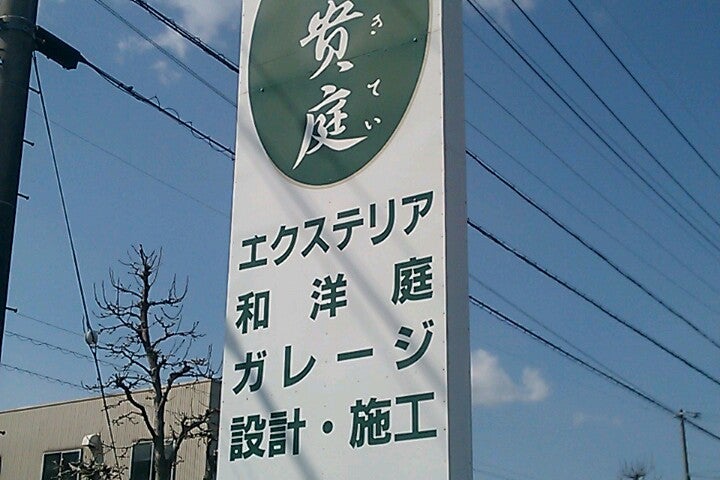 貴庭
きてい
エクステリア
和洋庭
ガレージ
設計・施工